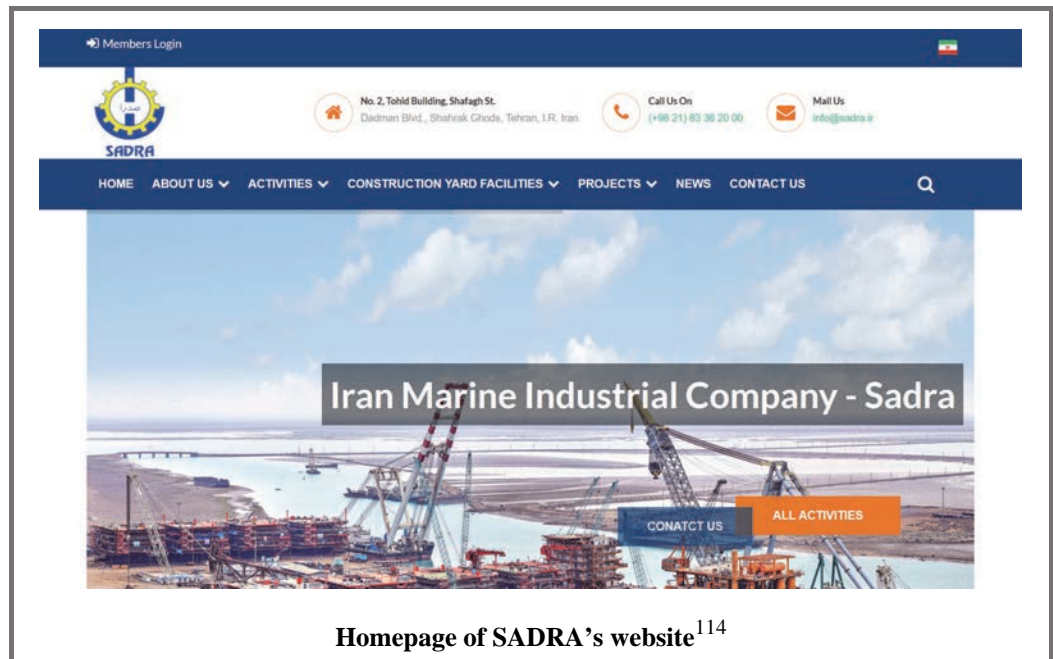 Members Login
No. 2, Tohid Building, Shafagh St.
Dadman Blvd., Shahrak Ghods, Tehran, I.R. Iran
Call Us On
(+98 21) 83 36 20 00
Mail Us
info@sadra.ir
صدرا
SADRA
HOME ABOUT US ACTIVITIES CONSTRUCTION YARD FACILITIES PROJECTS NEWS CONTACT US
Iran Marine Industrial Company - Sadra
CONATCT US
ALL ACTIVITIES
Homepage of SADRA's website114